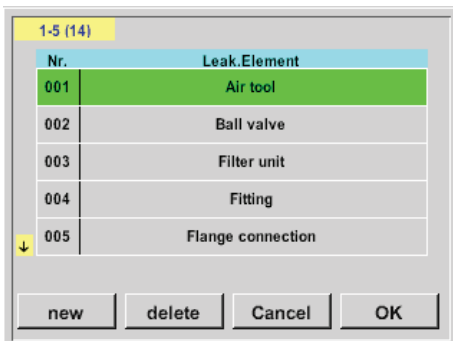 1-5 (14)
Nr. Leak.Element
001 Air tool
002 Ball valve
003 Filter unit
004 Fitting
005 Flange connection
↓
new delete Cancel OK